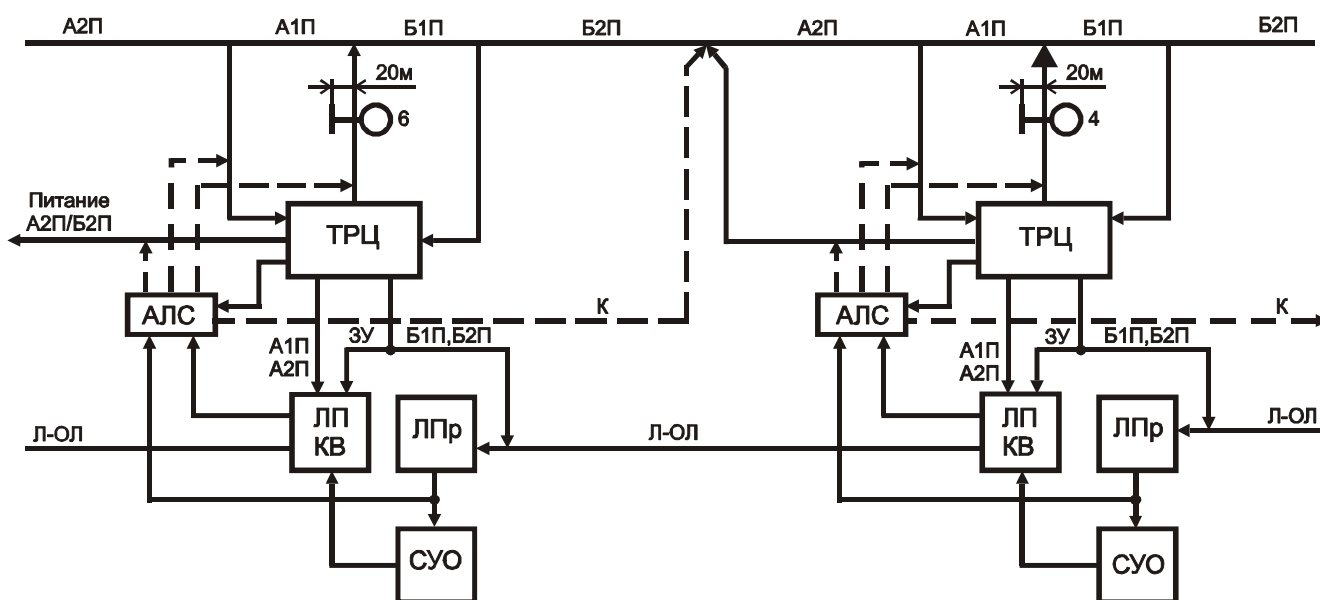 А2П
А1П
Б1П
Б2П
А2П
А1П
Б1П
Б2П
20м
20м
6
4
Питание
А2П/Б2П
ТРЦ
ТРЦ
АЛС
К
АЛС
К
ЗУ
Б1П,Б2П
ЗУ
Б1П,Б2П
А1П
А2П
А1П
А2П
Л-ОЛ
ЛП
КВ
ЛПр
Л-ОЛ
ЛП
КВ
ЛПр
Л-ОЛ
СУО
СУО